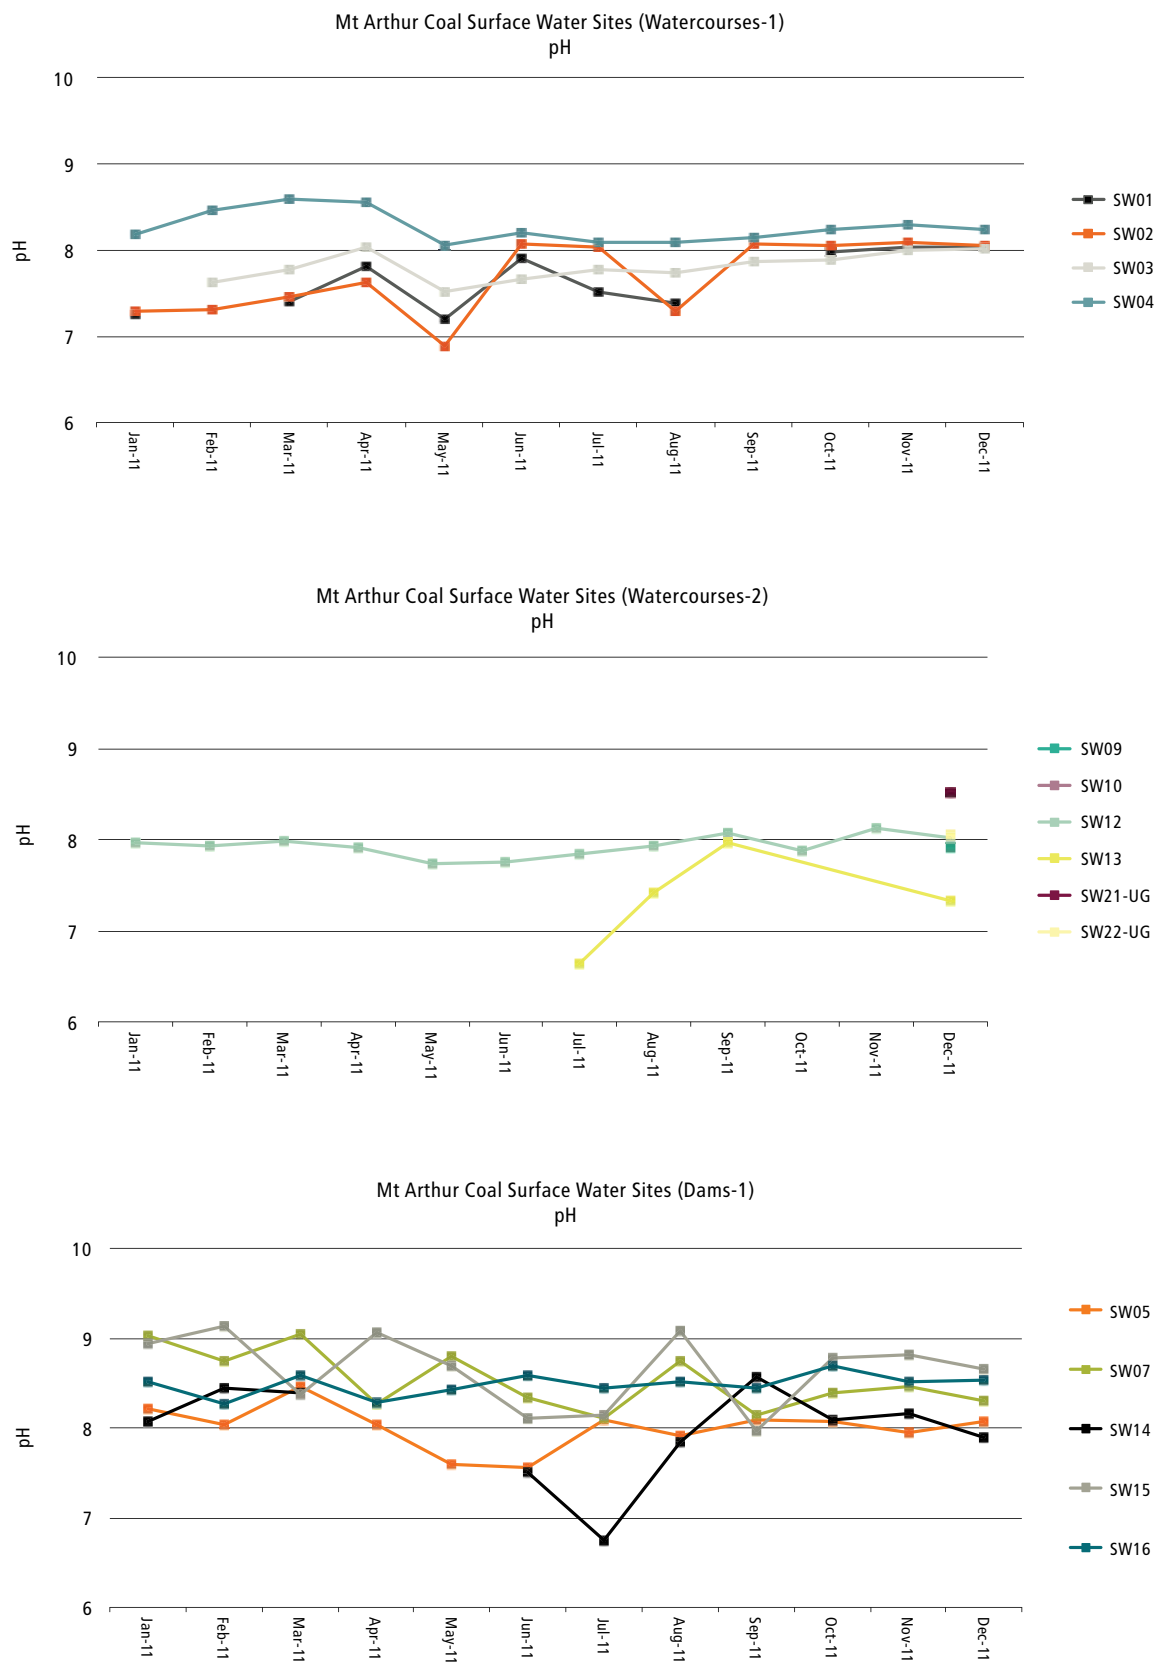 Mt Arthur Coal Surface Water Sites (Watercourses-1)
pH
10
9
8
7
6
pH
Jan-11
Feb-11
Mar-11
Apr-11
May-11
Jun-11
Jul-11
Aug-11
Sep-11
Oct-11
Nov-11
Dec-11
SW01
SW02
SW03
SW04
Mt Arthur Coal Surface Water Sites (Watercourses-2)
pH
10
9
8
7
6
pH
Jan-11
Feb-11
Mar-11
Apr-11
May-11
Jun-11
Jul-11
Aug-11
Sep-11
Oct-11
Nov-11
Dec-11
SW09
SW10
SW12
SW13
SW21-UG
SW22-UG
Mt Arthur Coal Surface Water Sites (Dams-1)
pH
10
9
8
7
6
pH
Jan-11
Feb-11
Mar-11
Apr-11
May-11
Jun-11
Jul-11
Aug-11
Sep-11
Oct-11
Nov-11
Dec-11
SW05
SW07
SW14
SW15
SW16